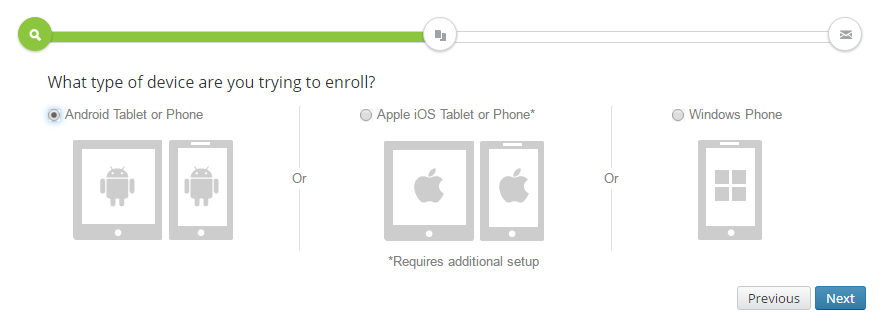 What type of device are you trying to enroll?
Android Tablet or Phone
Apple iOS Tablet or Phone*
Windows Phone
Or
Or
*Requires additional setup
Previous
Next